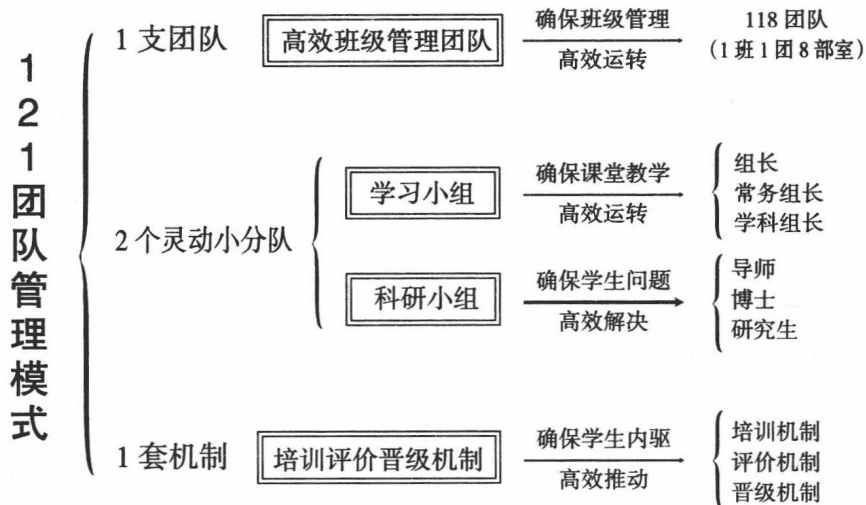 121团队管理模式
1支团队
高效班级管理团队
确保班级管理
高效运转
118团队
(1班1团8部室)
2个灵动小分队
学习小组
确保课堂教学
高效运转
组长
常务组长
学科组长
科研小组
确保学生问题
高效解决
导师
博士
研究生
1套机制
培训评价晋级机制
确保学生内驱
高效推动
培训机制
评价机制
晋级机制